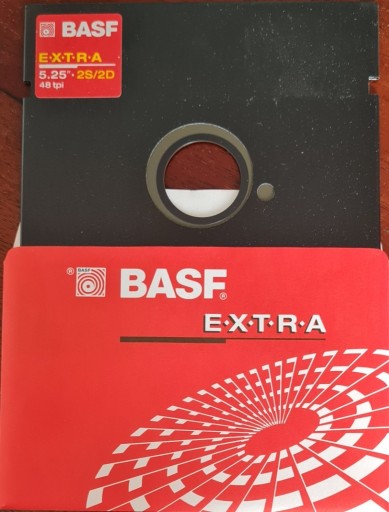 BASF
E·X·T·R·A
5.25"· 2S/2D
48 tpi
® BASF®
E·X·T·R·A